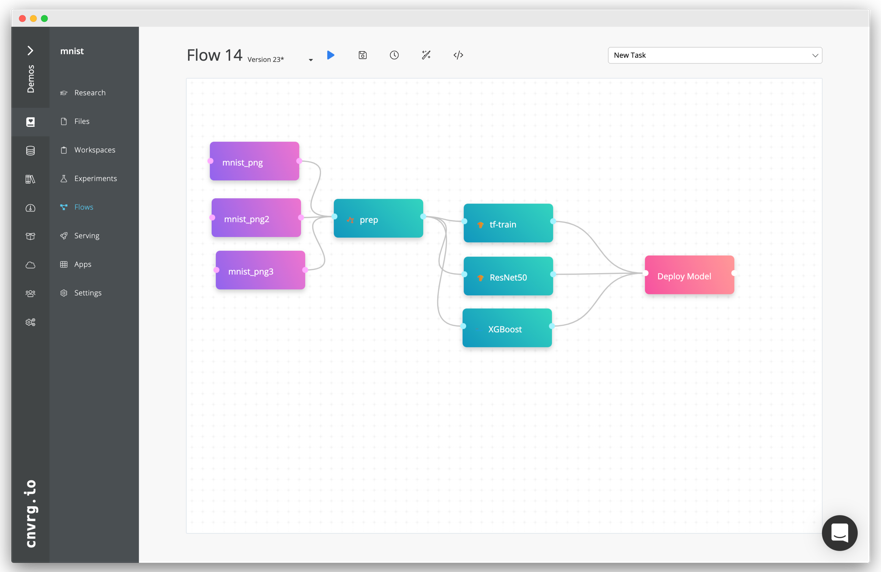 Demos
cnvrg.io
mnist
Research
Files
Workspaces
Experiments
Flows
Serving
Apps
Settings
Flow 14 Version 23*
New Task
mnist_png
mnist_png2
mnist_png3
prep
tf-train
ResNet50
XGBoost
Deploy Model